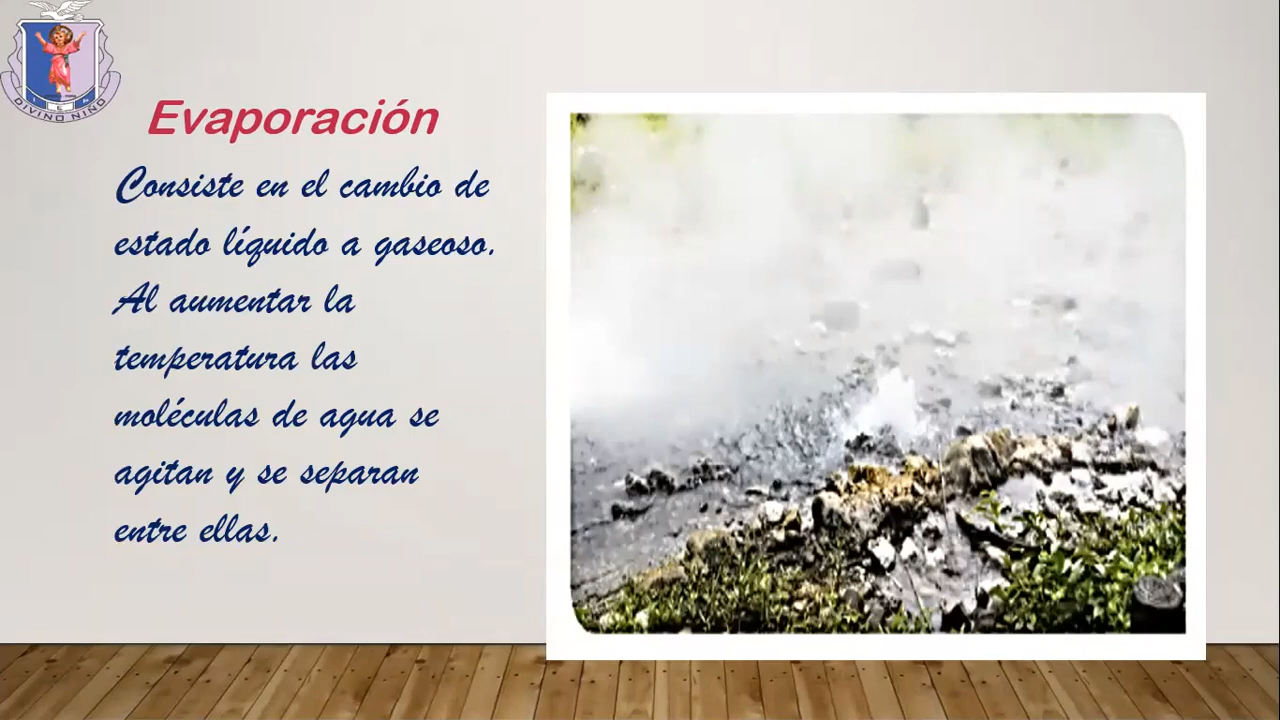 I E P
DIVINO NIÑO
Evaporación
Consiste en el cambio de
estado líquido a gaseoso.
Al aumentar la
temperatura las
moléculas de agua se
agitan y se separan
entre ellas.